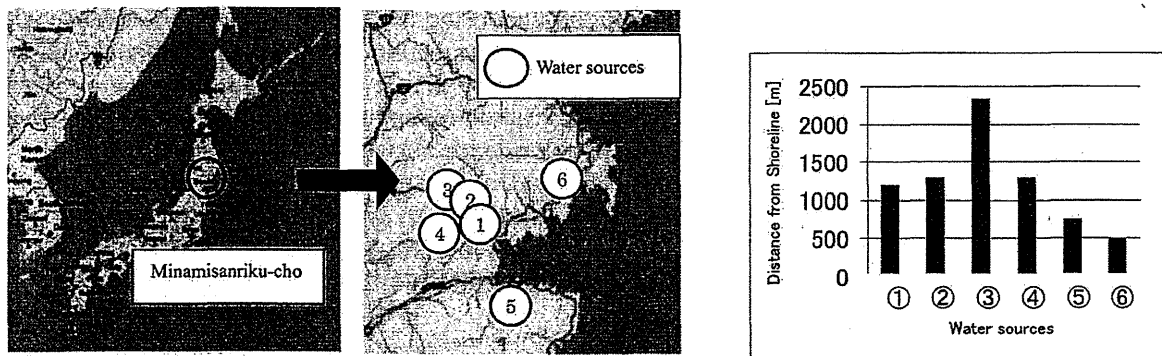 Minamisanriku-cho
Water sources
3
2
6
4
1
5
Distance from Shoreline [m]
2500
2000
1500
1000
500
0
① ② ③ ④ ⑤ ⑥
Water sources